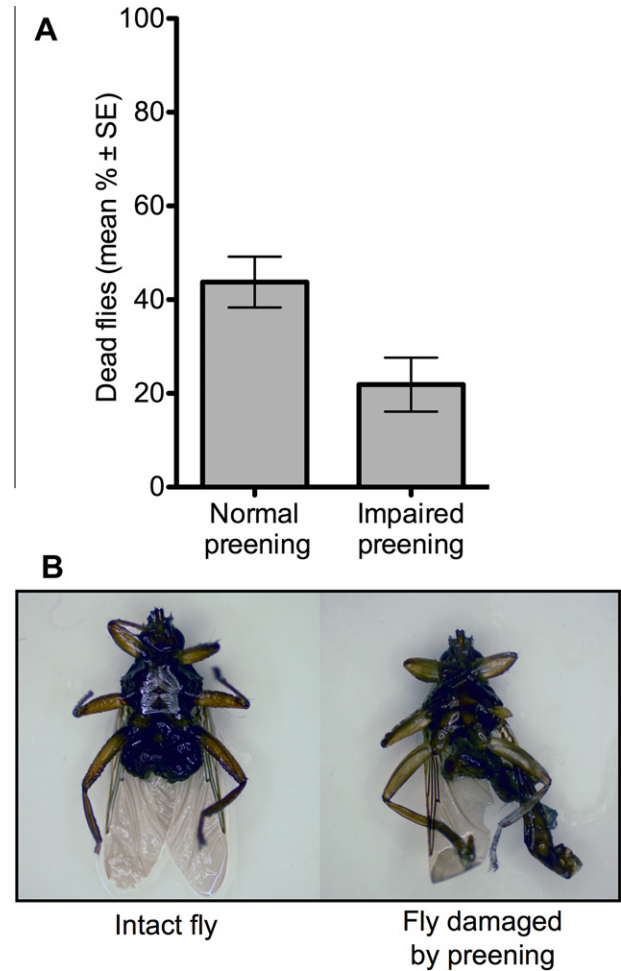 A
Dead flies (mean % ± SE)
100
80
60
40
20
0
Normal
preening
Impaired
preening
B
Intact fly
Fly damaged
by preening